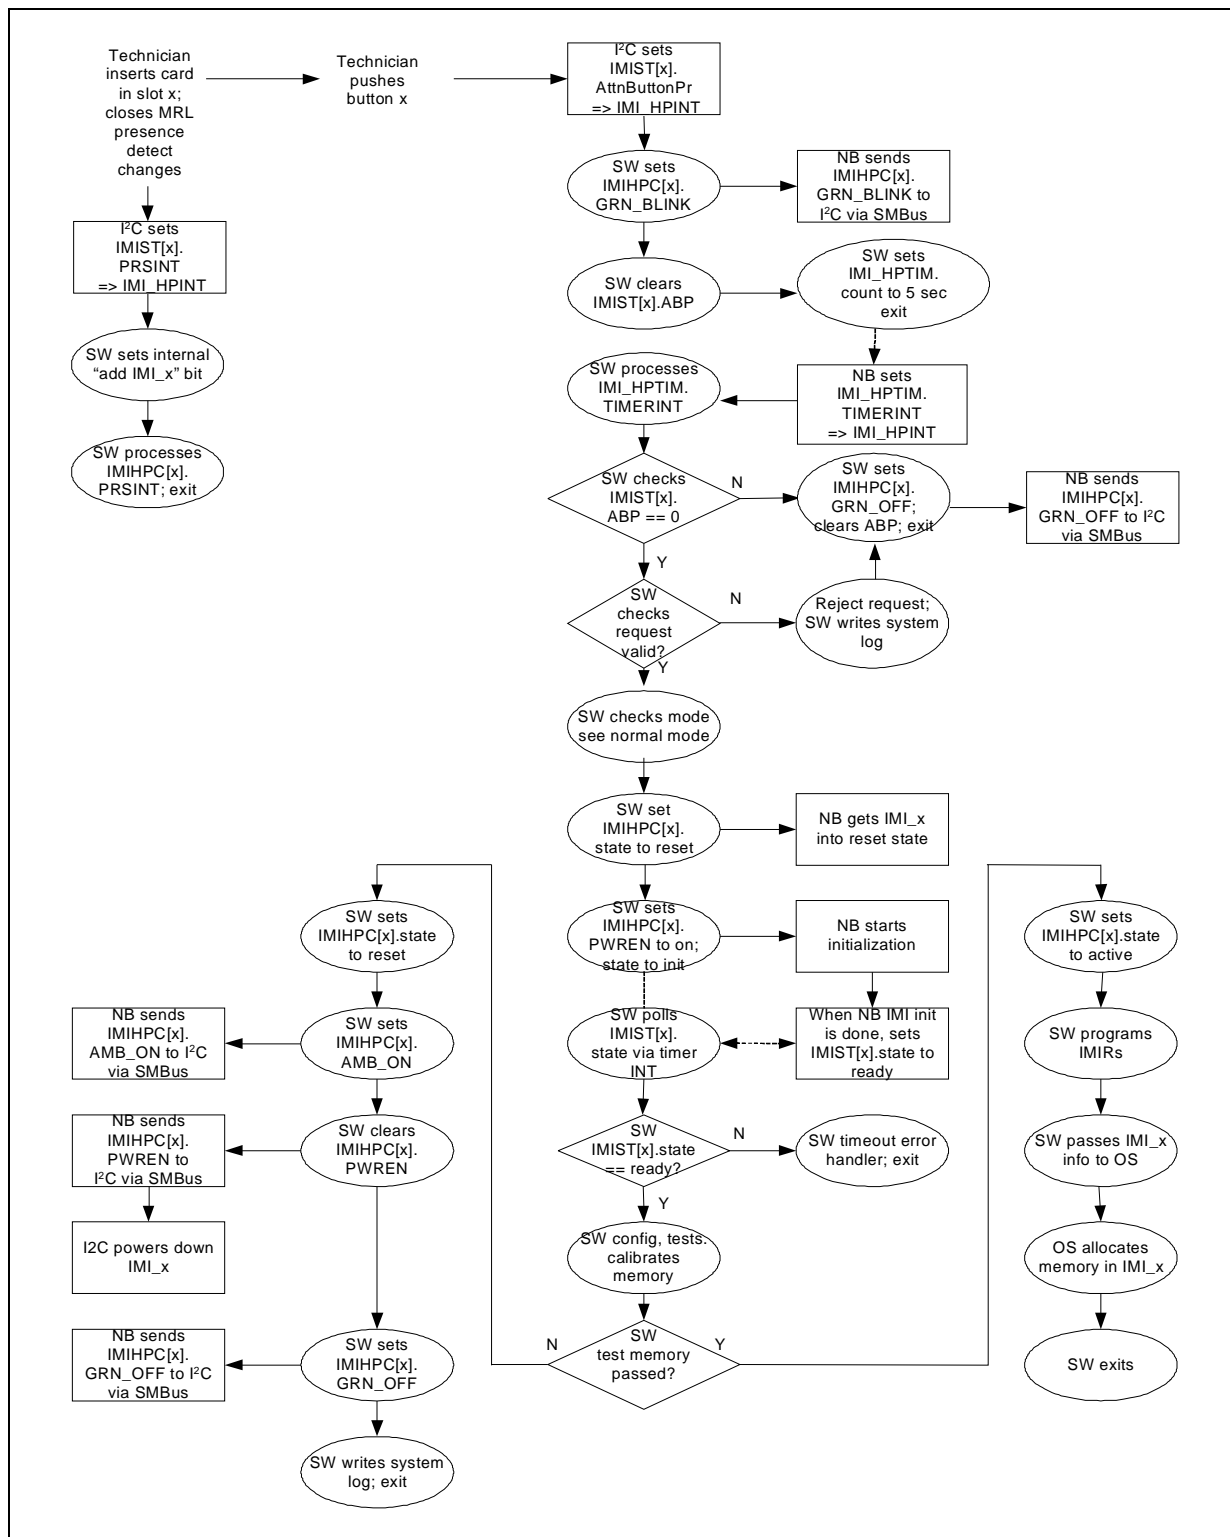 Technician
inserts card
in slot x;
closes MRL
presence
detect
changes
Technician
pushes
button x
I²C sets
IMIST[x].
AttnButtonPr
=> IMI_HPINT
SW sets
IMIHPC[x].
GRN_BLINK
NB sends
IMIHPC[x].
GRN_BLINK to
I²C via SMBus
I²C sets
IMIST[x].
PRSINT
=> IMI_HPINT
SW clears
IMIST[x].ABP
SW sets
IMI_HPTIM.
count to 5 sec
exit
SW sets internal
“add IMI_x” bit
SW processes
IMI_HPTIM.
TIMERINT
NB sets
IMI_HPTIM.
TIMERINT
=> IMI_HPINT
SW processes
IMIHPC[x].
PRSINT; exit
SW checks
IMIST[x].
ABP == 0
N
SW sets
IMIHPC[x].
GRN_OFF;
clears ABP; exit
NB sends
IMIHPC[x].
GRN_OFF to I²C
via SMBus
Y
SW
checks
request
valid?
N
Reject request;
SW writes system
log
Y
SW checks mode
see normal mode
SW set
IMIHPC[x].
state to reset
NB gets IMI_x
into reset state
SW sets
IMIHPC[x].state
to reset
SW sets
IMIHPC[x].
PWREN to on;
state to init
NB starts
initialization
SW sets
IMIHPC[x].state
to active
NB sends
IMIHPC[x].
AMB_ON to I²C
via SMBus
SW sets
IMIHPC[x].
AMB_ON
SW polls
IMIST[x].
state via timer
INT
When NB IMI init
is done, sets
IMIST[x].state to
ready
SW programs
IMIRs
NB sends
IMIHPC[x].
PWREN to
I²C via SMBus
SW clears
IMIHPC[x].
PWREN
SW
IMIST[x].state
== ready?
N
SW timeout error
handler; exit
SW passes IMI_x
info to OS
Y
I2C powers down
IMI_x
SW config, tests.
calibrates
memory
OS allocates
memory in IMI_x
NB sends
IMIHPC[x].
GRN_OFF to I²C
via SMBus
SW sets
IMIHPC[x].
GRN_OFF
N
SW
test memory
passed?
Y
SW exits
SW writes system
log; exit